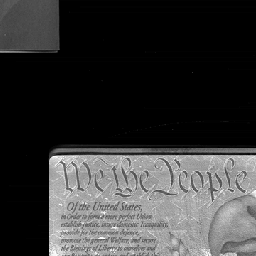 We the People
Of the United States,
in Order to form a more perfect Union,
establish Justice, insure domestic Tranquility,
provide for the common defence,
promote the general Welfare, and secure
the Blessings of Liberty to ourselves and